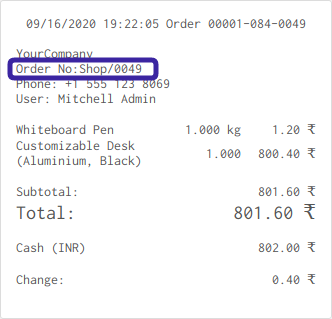 09/16/2020 19:22:05 Order 00001-084-0049
YourCompany
Order No:Shop/0049
Phone: +1 555 123 8069
User: Mitchell Admin
Whiteboard Pen 1.000 kg 1.20 ₹
Customizable Desk (Aluminium, Black) 1.000 800.40 ₹
Subtotal: 801.60 ₹
Total: 801.60 ₹
Cash (INR) 802.00 ₹
Change: 0.40 ₹